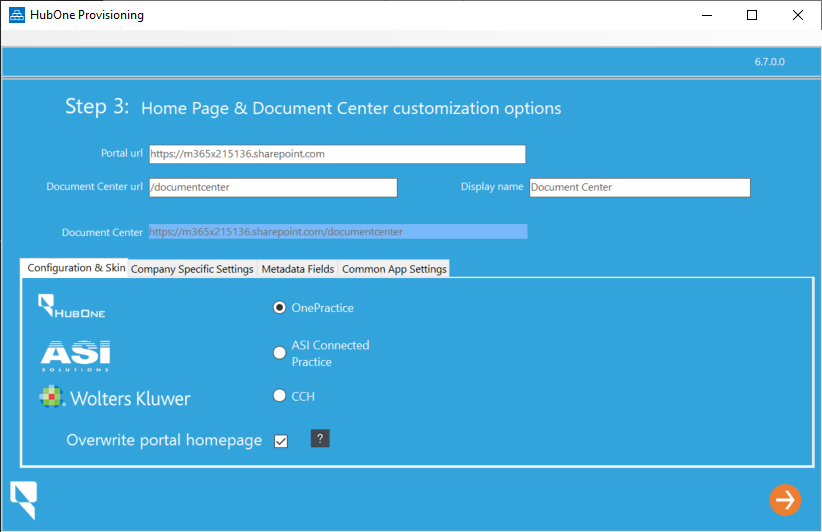 HubOne Provisioning
6.7.0.0
Step 3: Home Page & Document Center customization options
Portal url https://m365x215136.sharepoint.com
Document Center url /documentcenter Display name Document Center
Document Center https://m365x215136.sharepoint.com/documentcenter
Configuration & Skin Company Specific Settings Metadata Fields Common App Settings
HUBONE OnePractice
ASI SOLUTIONS ASI Connected
Practice
Wolters Kluwer CCH
Overwrite portal homepage ?